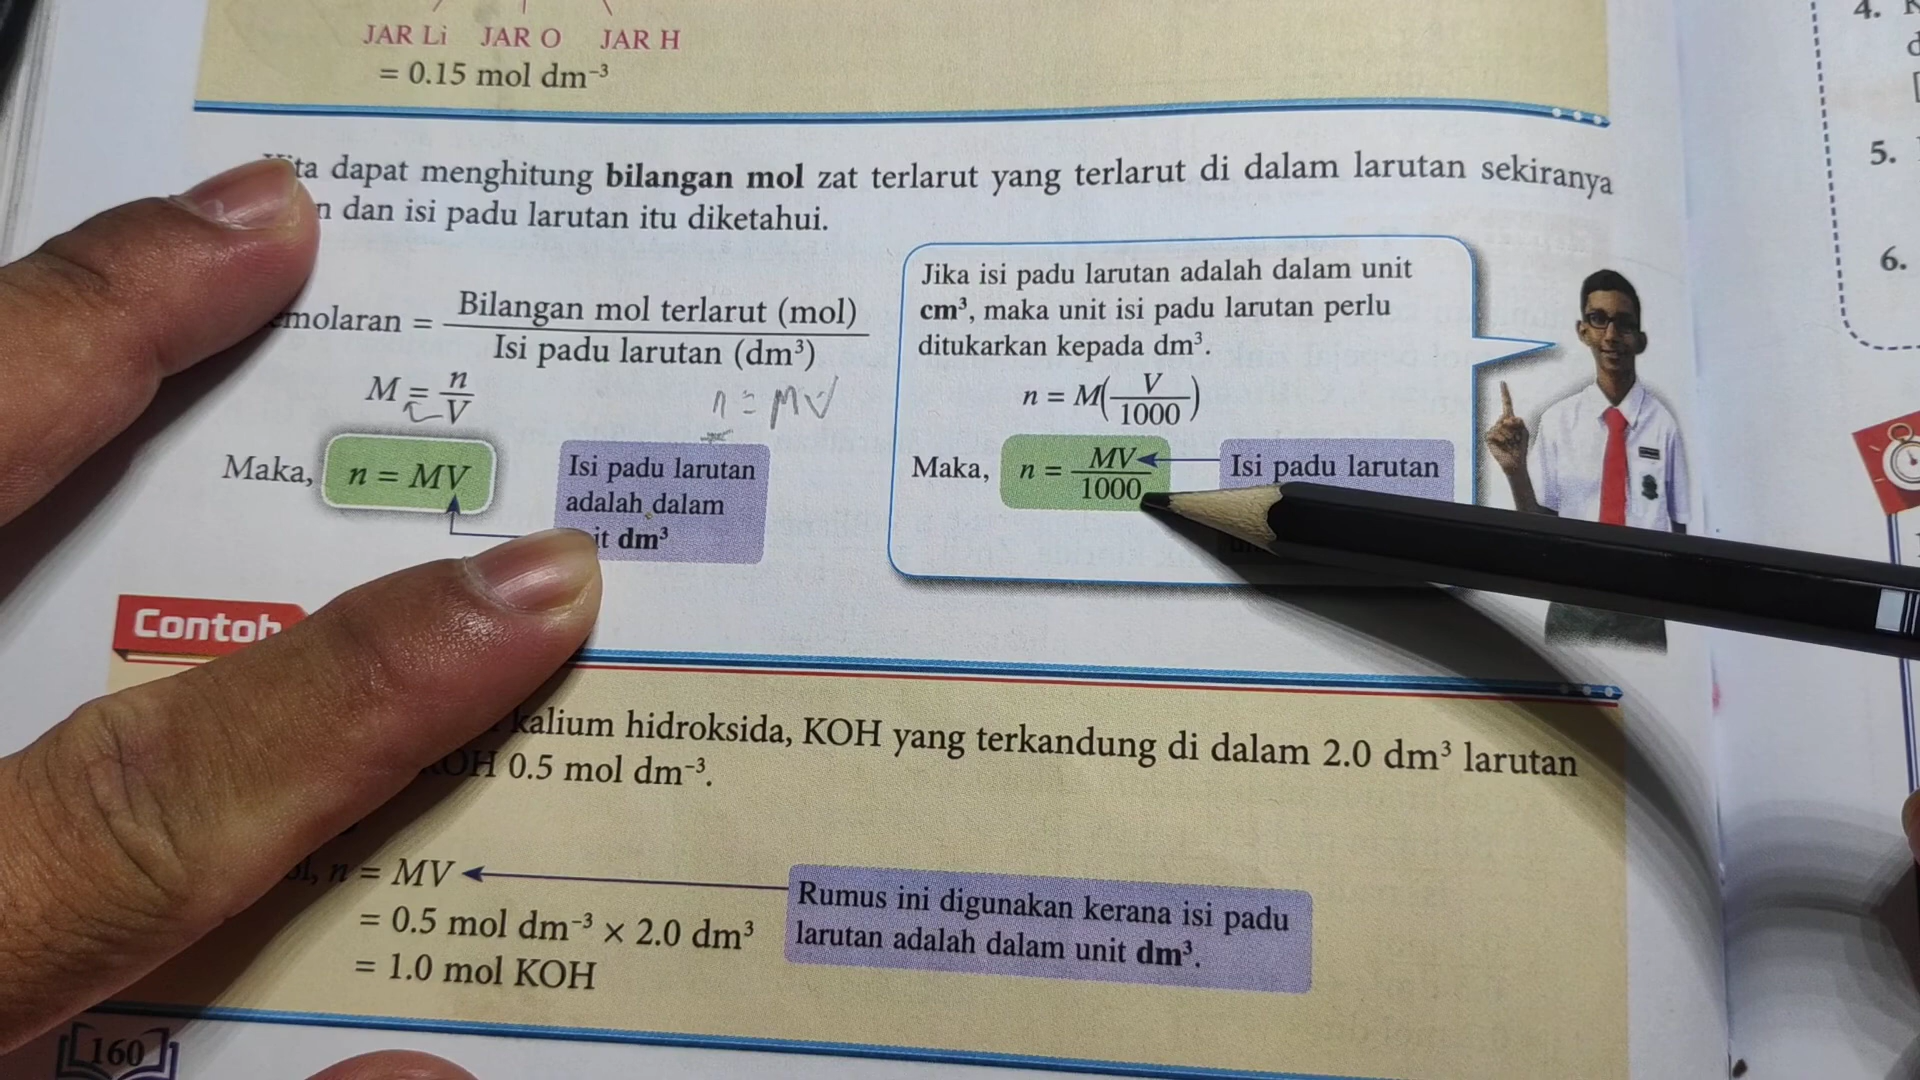 JAR Li JAR O JAR H
= 0.15 mol dm⁻³
dapat menghitung bilangan mol zat terlarut yang terlarut di dalam larutan sekiranya
dan isi padu larutan itu diketahui.
molaran = Bilangan mol terlarut (mol) / Isi padu larutan (dm³)
M = n/V
n = MV
Maka, n = MV
Isi padu larutan
adalah dalam
dm³
Jika isi padu larutan adalah dalam unit
cm³, maka unit isi padu larutan perlu
ditukarkan kepada dm³.
n = M(V/1000)
Maka, n = MV/1000
Isi padu larutan
Contoh
kalium hidroksida, KOH yang terkandung di dalam 2.0 dm³ larutan
OH 0.5 mol dm⁻³.
n = MV
= 0.5 mol dm⁻³ × 2.0 dm³
= 1.0 mol KOH
Rumus ini digunakan kerana isi padu
larutan adalah dalam unit dm³.
160
4.
5.
6.